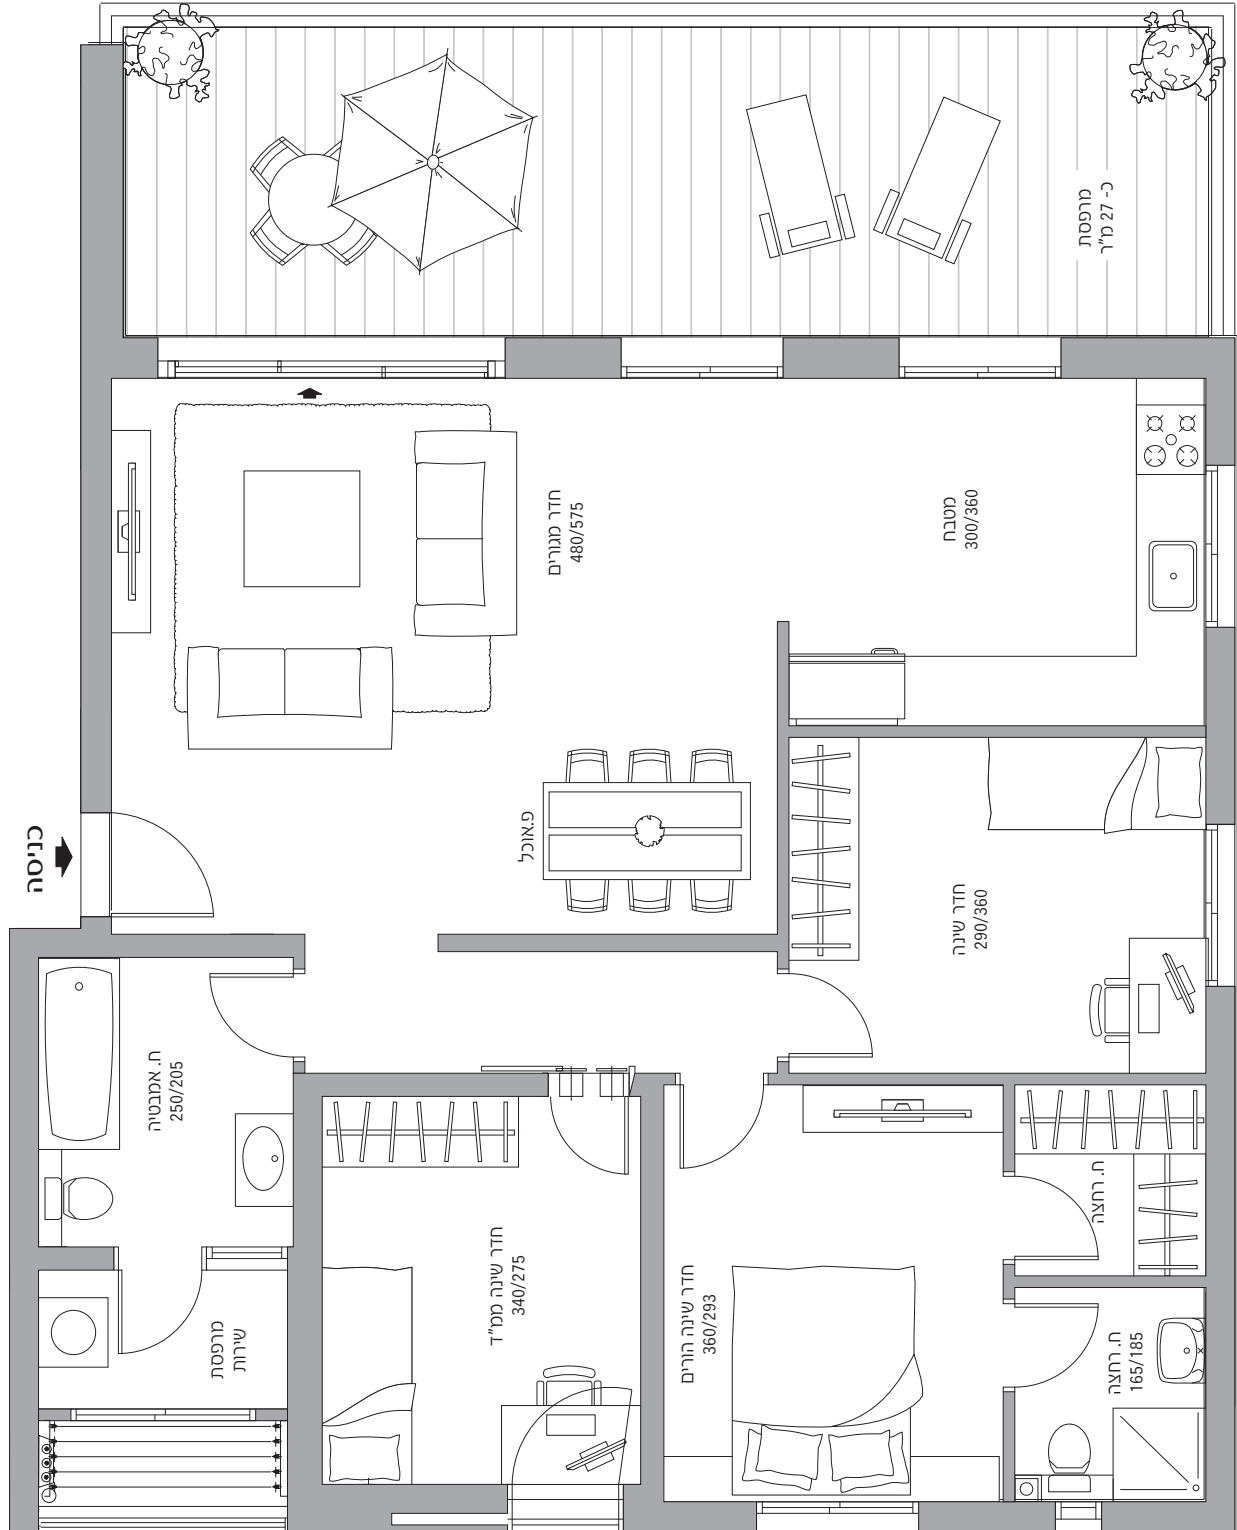 מרפסת
כ- 27 מ"ר
חדר מגורים
480/575
מטבח
300/360
כניסה
פ.אוכל
חדר שינה
290/360
ח. אמבטיה
250/205
ח. רחצה
חדר שינה ממ"ד
340/275
חדר שינה הורים
360/293
מרפסת
שירות
ח. רחצה
165/185